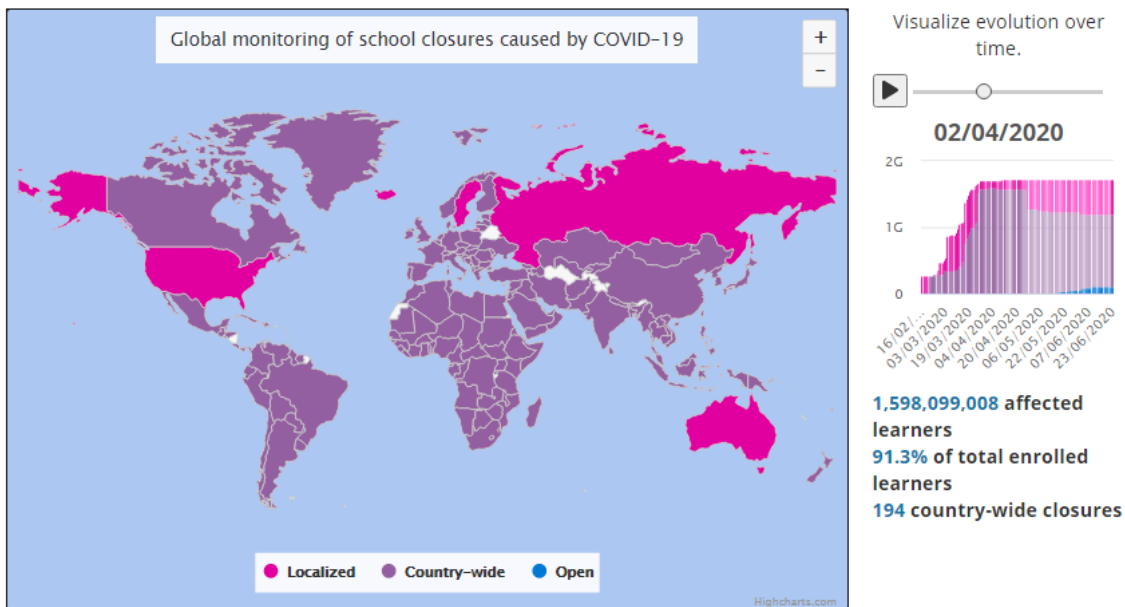 Global monitoring of school closures caused by COVID-19
+
−
Localized
Country-wide
Open
Highcharts.com
Visualize evolution over
time.
02/04/2020
2G
1G
0
16/02/...
03/03/2020
19/03/2020
04/04/2020
20/04/2020
06/05/2020
22/05/2020
07/06/2020
23/06/2020
1,598,099,008 affected
learners
91.3% of total enrolled
learners
194 country-wide closures